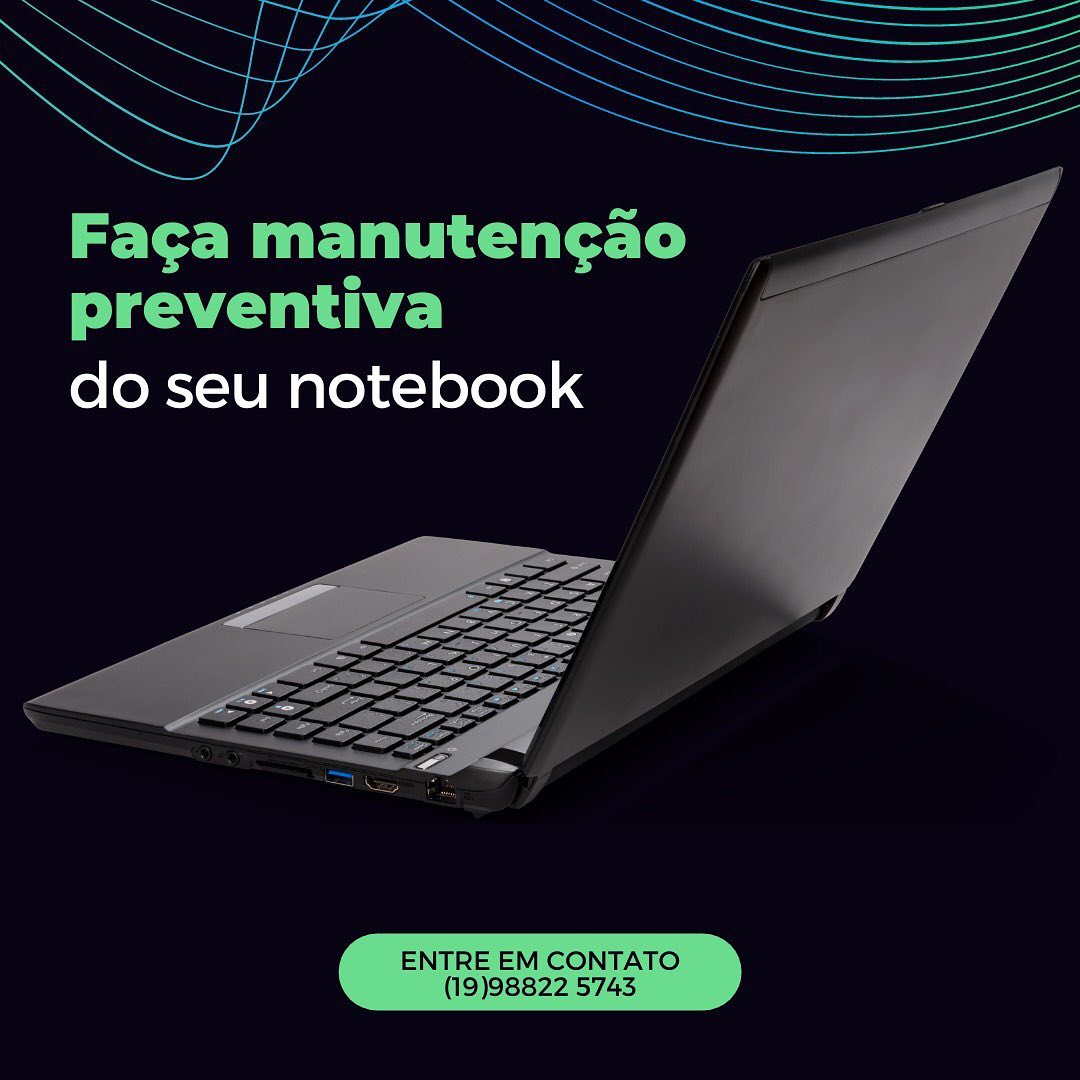 Faça manutenção
preventiva
do seu notebook
ENTRE EM CONTATO
(19)98822 5743